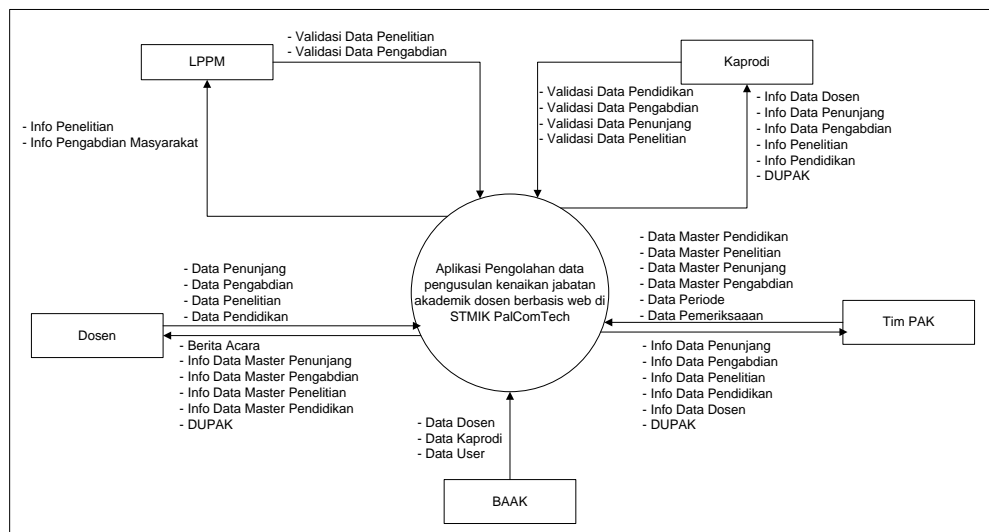 - Validasi Data Penelitian
- Validasi Data Pengabdian
LPPM
Kaprodi
- Validasi Data Pendidikan
- Validasi Data Pengabdian
- Validasi Data Pununjang
- Validasi Data Penelitian
- Info Data Dosen
- Info Data Pununjang
- Info Data Pengabdian
- Info Penelitian
- Info Pendidikan
- DUPAK
- Info Penelitian
- Info Pengabdian Masyarakat
Aplikasi Pengolahan data
pengusulan kenaikan jabatan
akademik dosen berbasis web di
STMIK PalComTech
- Data Penunjang
- Data Pengabdian
- Data Penelitian
- Data Pendidikan
Dosen
- Berita Acara
- Info Data Master Penunjang
- Info Data Master Pengabdian
- Info Data Master Penelitian
- Info Data Master Pendidikan
- DUPAK
- Data Master Pendidikan
- Data Master Penelitian
- Data Master Penunjang
- Data Master Pengabdian
- Data Periode
- Data Pemeriksaaan
Tim PAK
- Info Data Penunjang
- Info Data Pengabdian
- Info Data Penelitian
- Info Data Pendidikan
- Info Data Dosen
- DUPAK
- Data Dosen
- Data Kaprodi
- Data User
BAAK